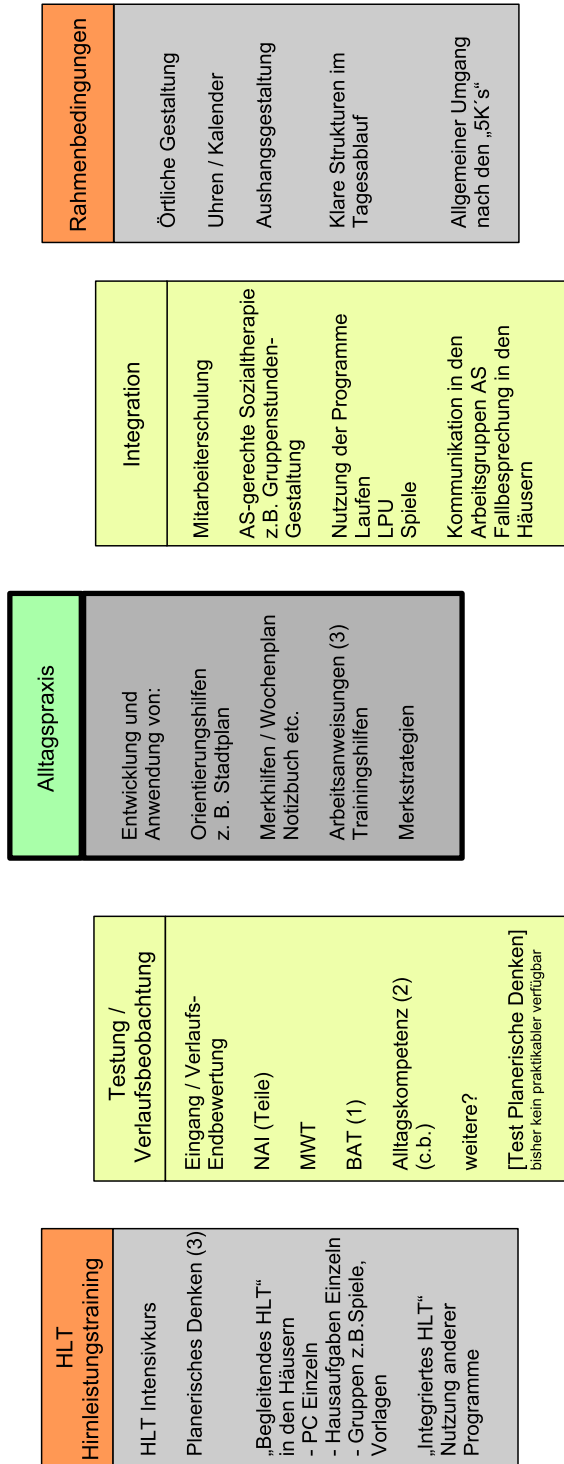 HLT
Hirnleistungstraining
HLT Intensivkurs
Planerisches Denken (3)
„Begleitendes HLT“
in den Häusern
- PC Einzeln
- Hausaufgaben Einzeln
- Gruppen z.B.Spiele,
Vorlagen
„Integriertes HLT“
Nutzung anderer
Programme
Testung /
Verlaufsbeobachtung
Eingang / Verlaufs-
Endbewertung
NAI (Teile)
MWT
BAT (1)
Alltagskompetenz (2)
(c.b.)
weitere?
[Test Planerische Denken]
bisher kein praktikabler verfügbar
Alltagspraxis
Entwicklung und
Anwendung von:
Orientierungshilfen
z. B. Stadtplan
Merkhilfen / Wochenplan
Notizbuch etc.
Arbeitsanweisungen (3)
Trainingshilfen
Merkstrategien
Integration
Mitarbeiterschulung
AS-gerechte Sozialtherapie
z.B. Gruppenstunden-
Gestaltung
Nutzung der Programme
Laufen
LPU
Spiele
Kommunikation in den
Arbeitsgruppen AS
Fallbesprechung in den
Häusern
Rahmenbedingungen
Örtliche Gestaltung
Uhren / Kalender
Aushangsgestaltung
Klare Strukturen im
Tagesablauf
Allgemeiner Umgang
nach den „5K´s“